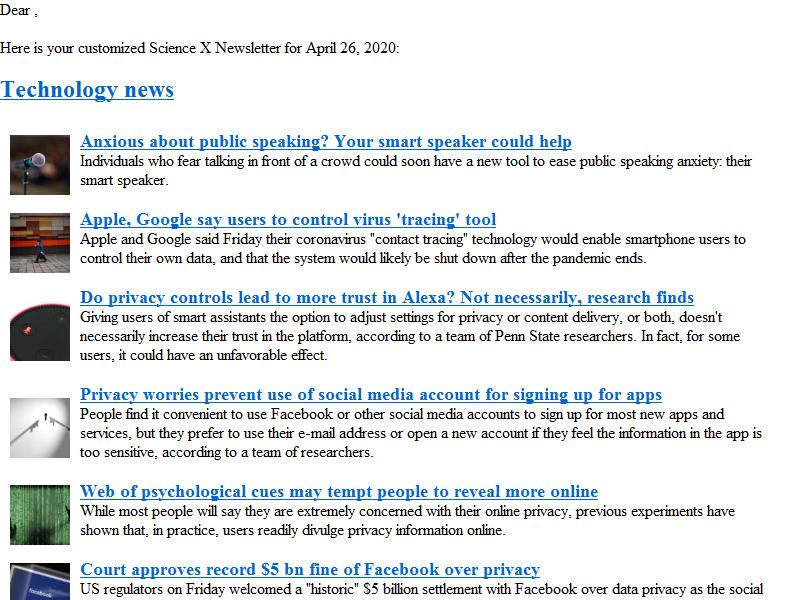 Dear ,
Here is your customized Science X Newsletter for April 26, 2020:
Technology news
Anxious about public speaking? Your smart speaker could help
Individuals who fear talking in front of a crowd could soon have a new tool to ease public speaking anxiety: their
smart speaker.
Apple, Google say users to control virus 'tracing' tool
Apple and Google said Friday their coronavirus "contact tracing" technology would enable smartphone users to
control their own data, and that the system would likely be shut down after the pandemic ends.
Do privacy controls lead to more trust in Alexa? Not necessarily, research finds
Giving users of smart assistants the option to adjust settings for privacy or content delivery, or both, doesn't
necessarily increase their trust in the platform, according to a team of Penn State researchers. In fact, for some
users, it could have an unfavorable effect.
Privacy worries prevent use of social media account for signing up for apps
People find it convenient to use Facebook or other social media accounts to sign up for most new apps and
services, but they prefer to use their e-mail address or open a new account if they feel the information in the app is
too sensitive, according to a team of researchers.
Web of psychological cues may tempt people to reveal more online
While most people will say they are extremely concerned with their online privacy, previous experiments have
shown that, in practice, users readily divulge privacy information online.
Court approves record $5 bn fine of Facebook over privacy
facebook
US regulators on Friday welcomed a "historic" $5 billion settlement with Facebook over data privacy as the social